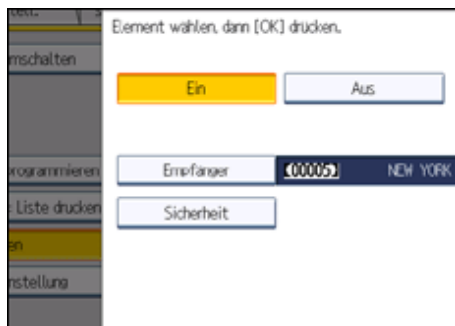 Element wählen, dann [OK] drücken.
mschalten
Ein
Aus
rogrammieren
Empfänger
[00005]
NEW YORK
Liste drucken
Sicherheit
en
nstellung